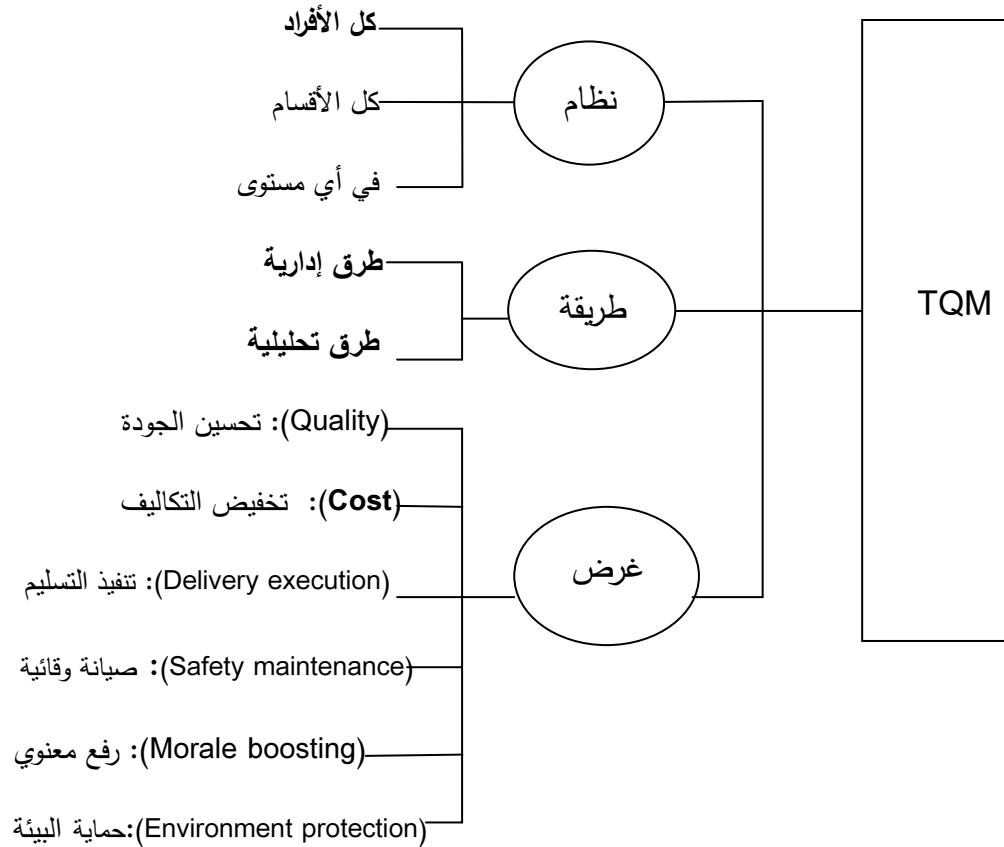 TQM
نظام
كل الأفراد
كل الأقسام
في أي مستوى
طريقة
طرق إدارية
طرق تحليلية
غرض
(Quality): تحسين الجودة
(Cost): تخفيض التكاليف
(Delivery execution): تنفيذ التسليم
(Safety maintenance): صيانة وقائية
(Morale boosting): رفع معنوي
(Environment protection):حماية البيئة